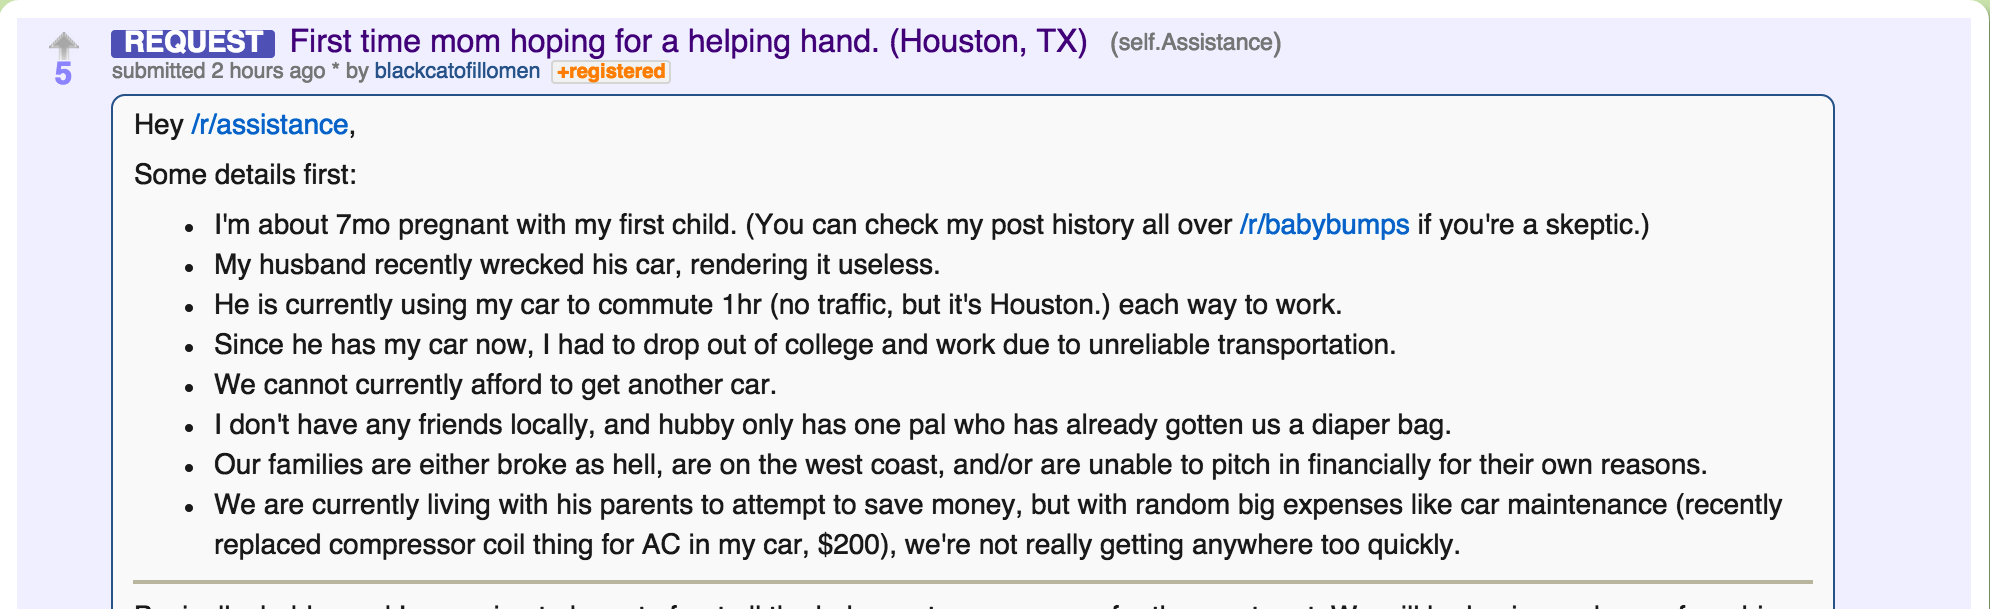 REQUEST First time mom hoping for a helping hand. (Houston, TX) (self.Assistance)
5 submitted 2 hours ago * by blackcatofillomen +registered
Hey /r/assistance,
Some details first:
• I'm about 7mo pregnant with my first child. (You can check my post history all over /r/babybumps if you're a skeptic.)
• My husband recently wrecked his car, rendering it useless.
• He is currently using my car to commute 1hr (no traffic, but it's Houston.) each way to work.
• Since he has my car now, I had to drop out of college and work due to unreliable transportation.
• We cannot currently afford to get another car.
• I don't have any friends locally, and hubby only has one pal who has already gotten us a diaper bag.
• Our families are either broke as hell, are on the west coast, and/or are unable to pitch in financially for their own reasons.
• We are currently living with his parents to attempt to save money, but with random big expenses like car maintenance (recently
replaced compressor coil thing for AC in my car, $200), we're not really getting anywhere too quickly.